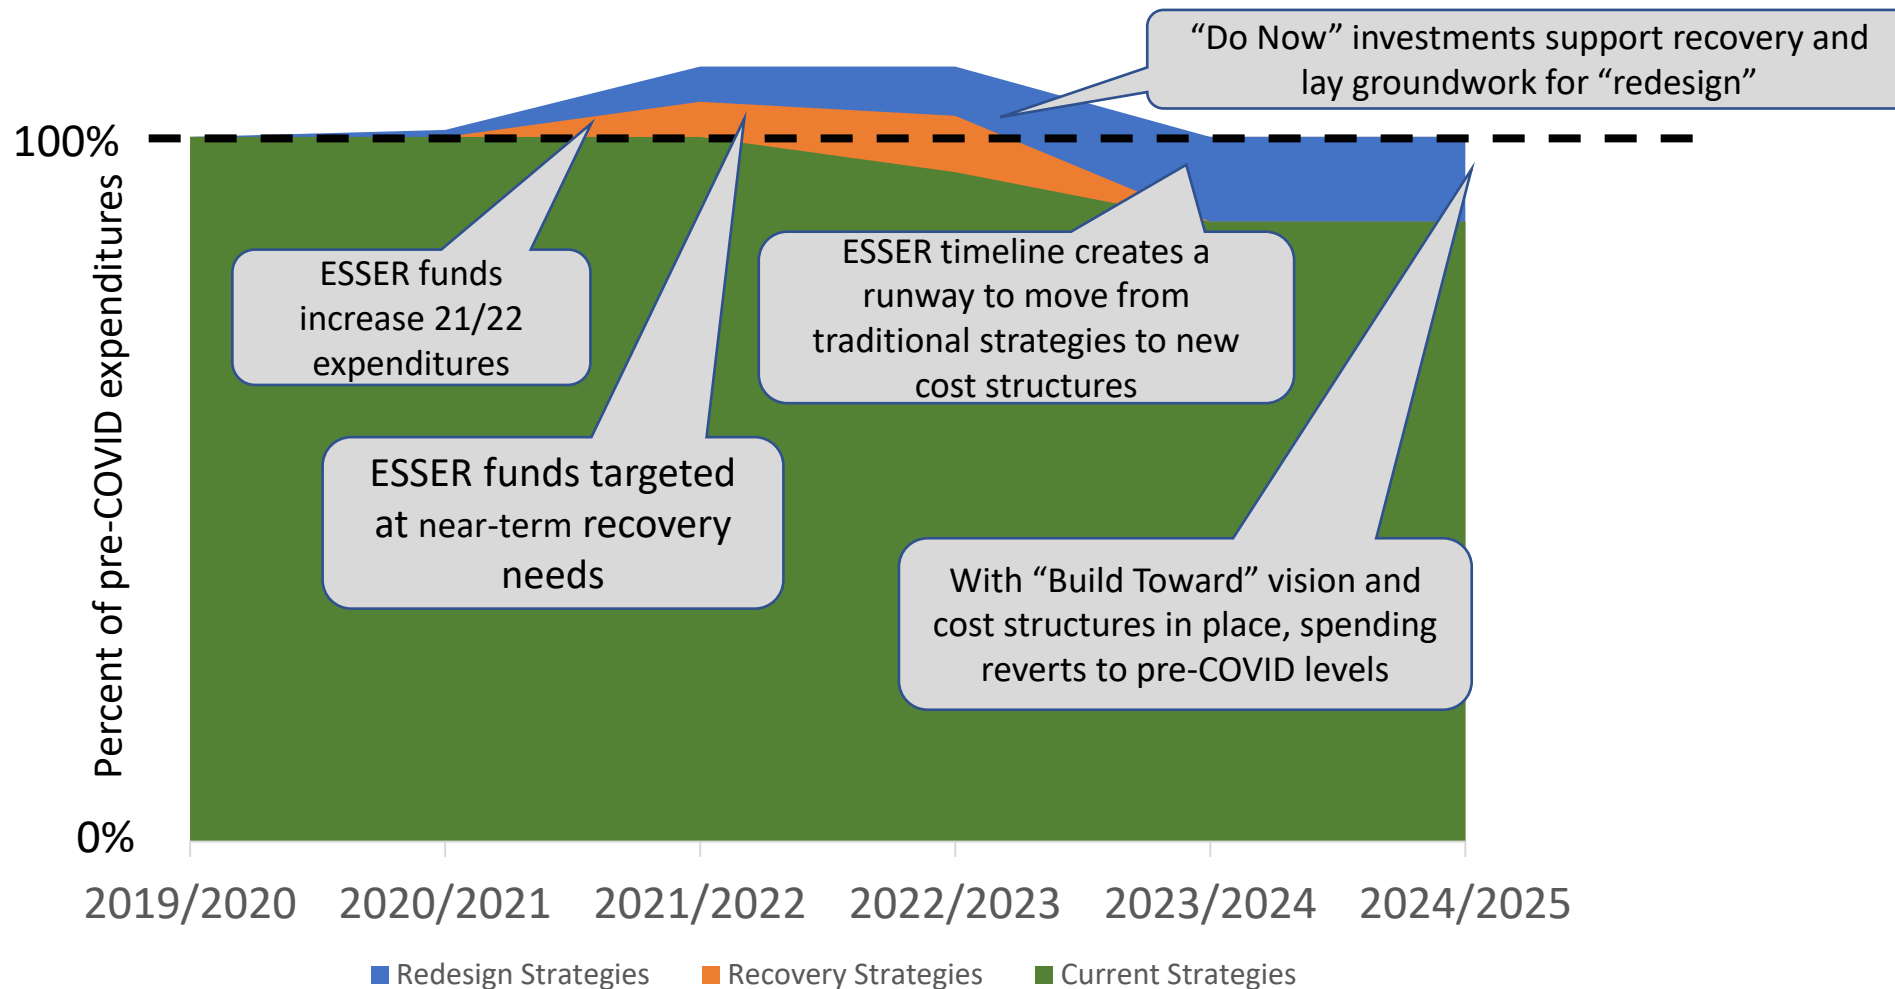 “Do Now” investments support recovery and
lay groundwork for “redesign”
100%
Percent of pre-COVID expenditures
ESSER funds
increase 21/22
expenditures
ESSER timeline creates a
runway to move from
traditional strategies to new
cost structures
ESSER funds targeted
at near-term recovery
needs
With “Build Toward” vision and
cost structures in place, spending
reverts to pre-COVID levels
0%
2019/2020 2020/2021 2021/2022 2022/2023 2023/2024 2024/2025
Redesign Strategies Recovery Strategies Current Strategies